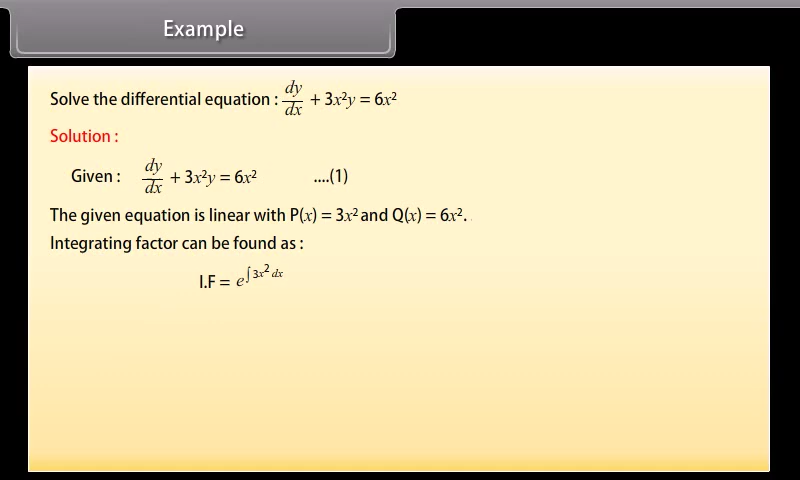 Example
Solve the differential equation : dy/dx + 3x²y = 6x²
Solution :
Given : dy/dx + 3x²y = 6x² ....(1)
The given equation is linear with P(x) = 3x² and Q(x) = 6x².
Integrating factor can be found as :
I.F = e^∫3x² dx